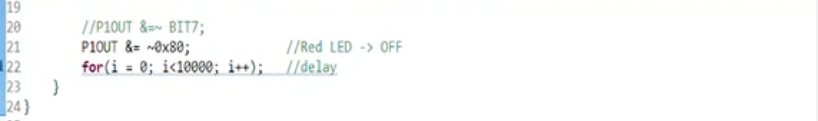 19
20 //P1OUT &=~ BIT7;
21 P1OUT &= ~0x80; //Red LED -> OFF
22 for(i = 0; i<10000; i++); //delay
23 }
24 }